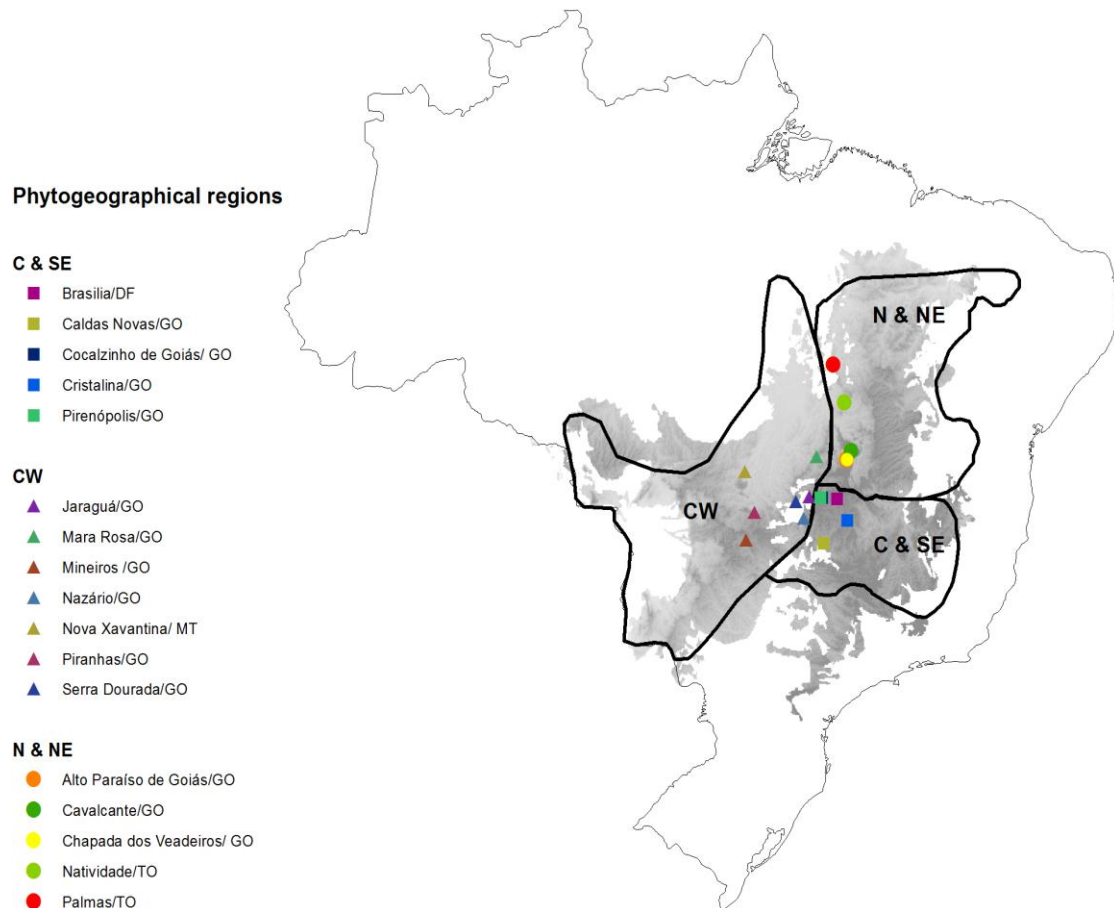 Phytogeographical regions
C & SE
Brasilia/DF
Caldas Novas/GO
Cocalzinho de Goiás/ GO
Cristalina/GO
Pirenópolis/GO
CW
Jaraguá/GO
Mara Rosa/GO
Mineiros /GO
Nazário/GO
Nova Xavantina/ MT
Piranhas/GO
Serra Dourada/GO
N & NE
Alto Paraíso de Goiás/GO
Cavalcante/GO
Chapada dos Veadeiros/ GO
Natividade/TO
Palmas/TO
N & NE
CW
C & SE